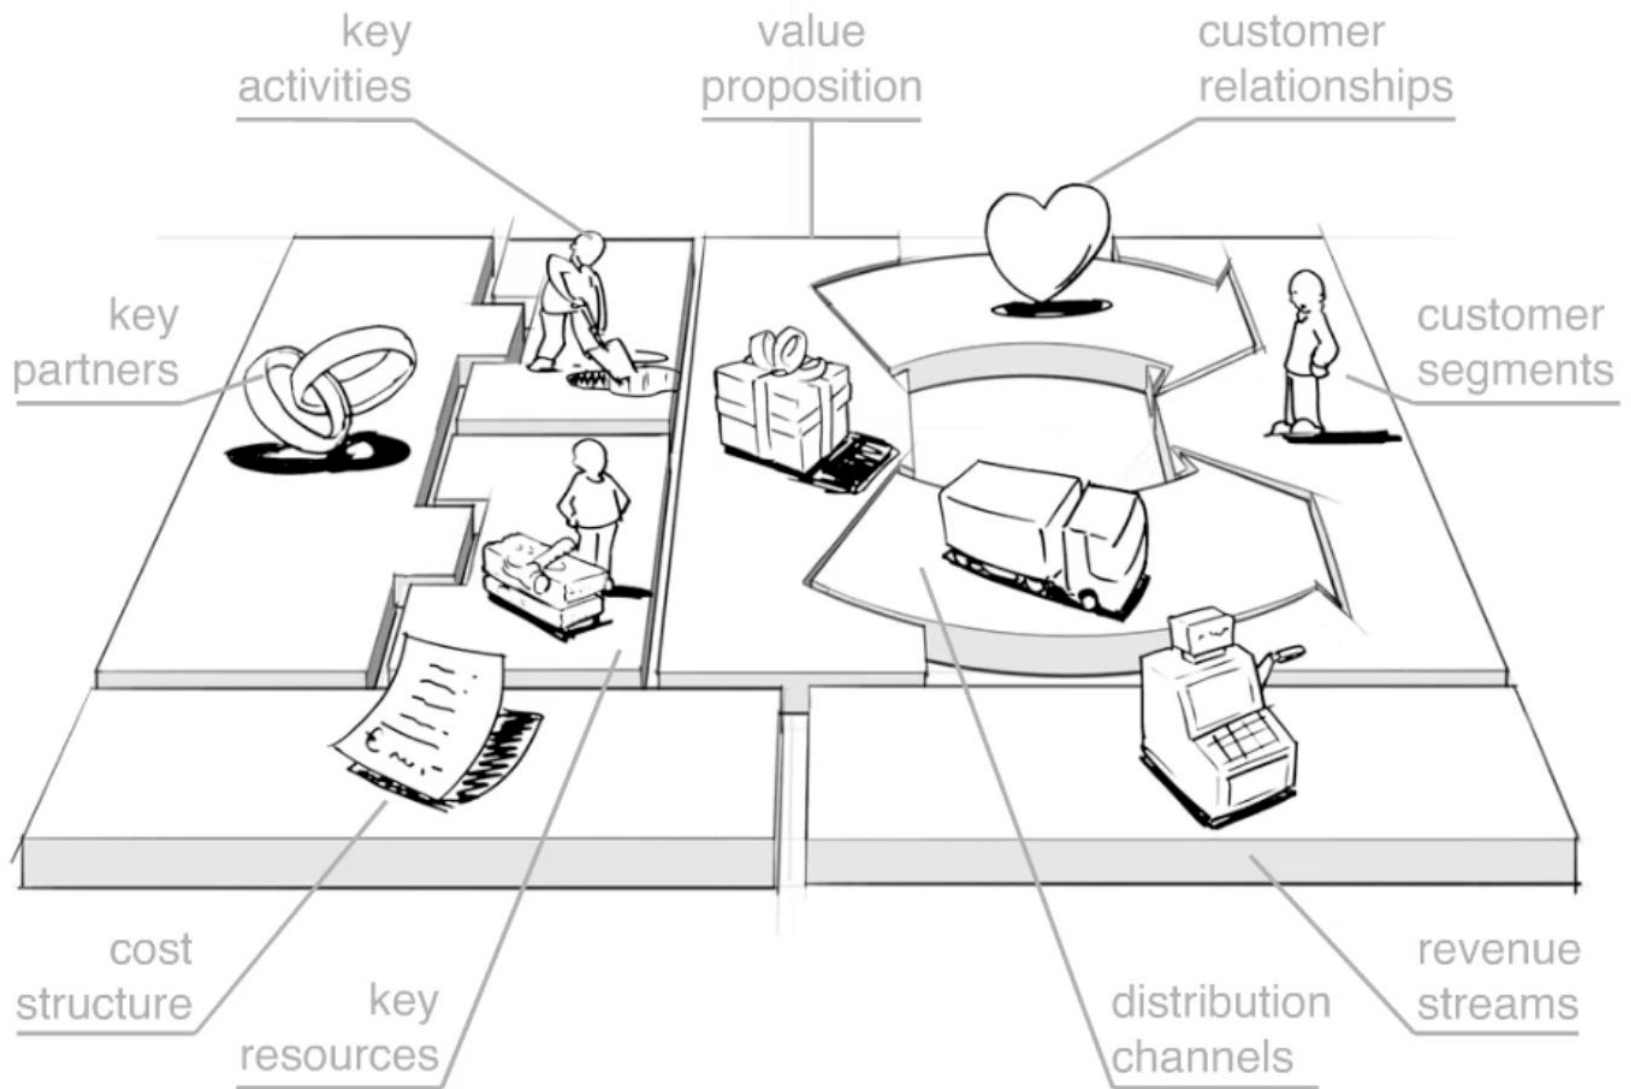 key
activities
value
proposition
customer
relationships
key
partners
customer
segments
cost
structure
key
resources
distribution
channels
revenue
streams